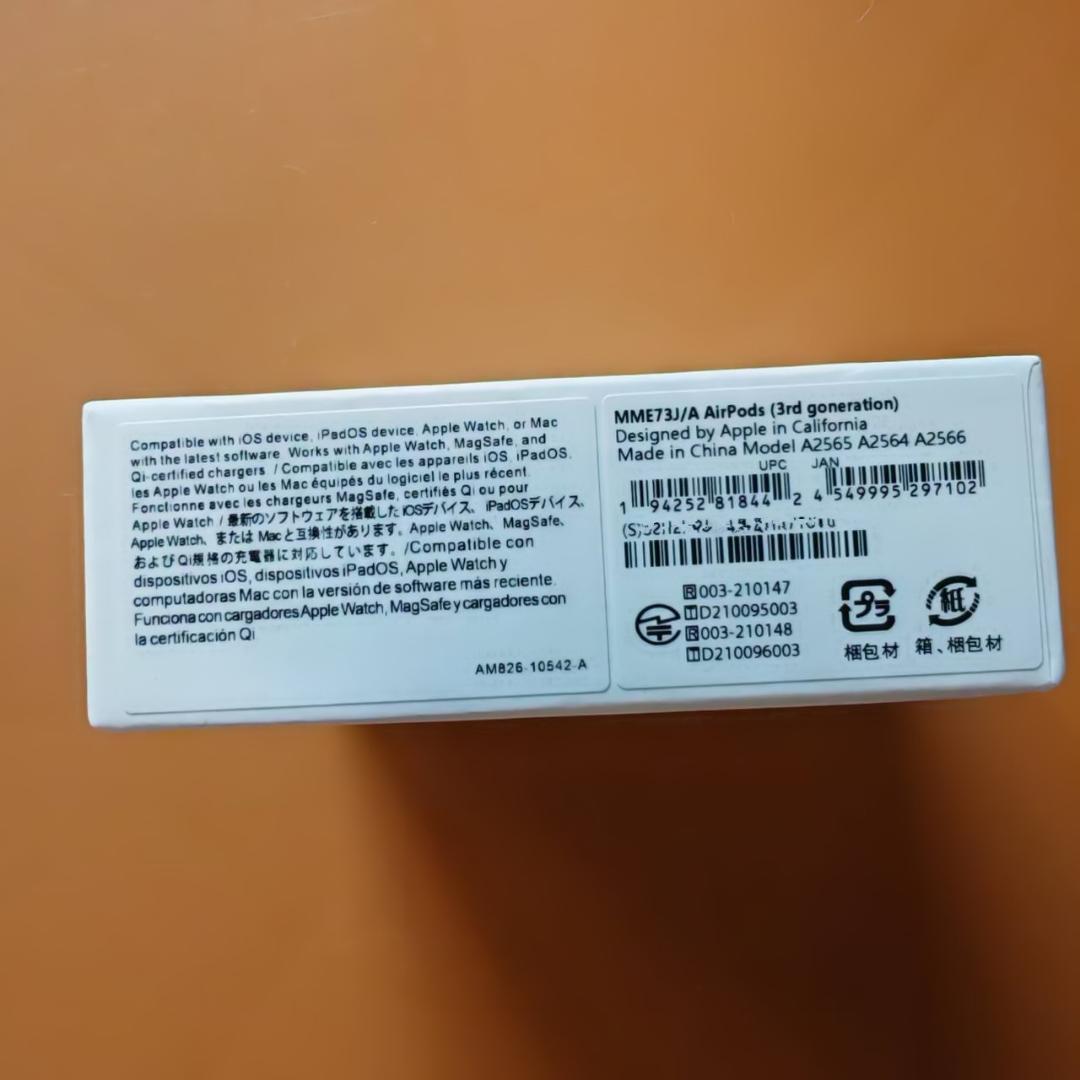 Compatible with iOS device, iPadOS device, Apple Watch, or Mac
with the latest software Works with Apple Watch, MagSafe, and
Qi-certified chargers / Compatible avec les appareils iOS, iPadOS,
les Apple Watch ou les Mac équipés du logiciel le plus récent.
Fonctionne avec les chargeurs MagSafe, certifiés Qi ou pour
Apple Watch / 最新のソフトウェアを搭載したiOSデバイス、iPadOSデバイス、
Apple Watch、または Macと互換性があります。Apple Watch、MagSafe、
およびQi規格の充電器に対応しています。/Compatible con
dispositivos iOS, dispositivos iPadOS, Apple Watch y
computadoras Mac con la versión de software más reciente.
Funciona con cargadores Apple Watch, MagSafe y cargadores con
la certificación Qi
AM826-10542-A
MME73J/A AirPods (3rd goneration)
Designed by Apple in California
Made in China Model A2565 A2564 A2566
UPC JAN
1 94252 81844 2 4 549995 297102
(S)
R 003-210147
T D210095003
R 003-210148
T D210096003
プラ
梱包材
紙
箱、梱包材